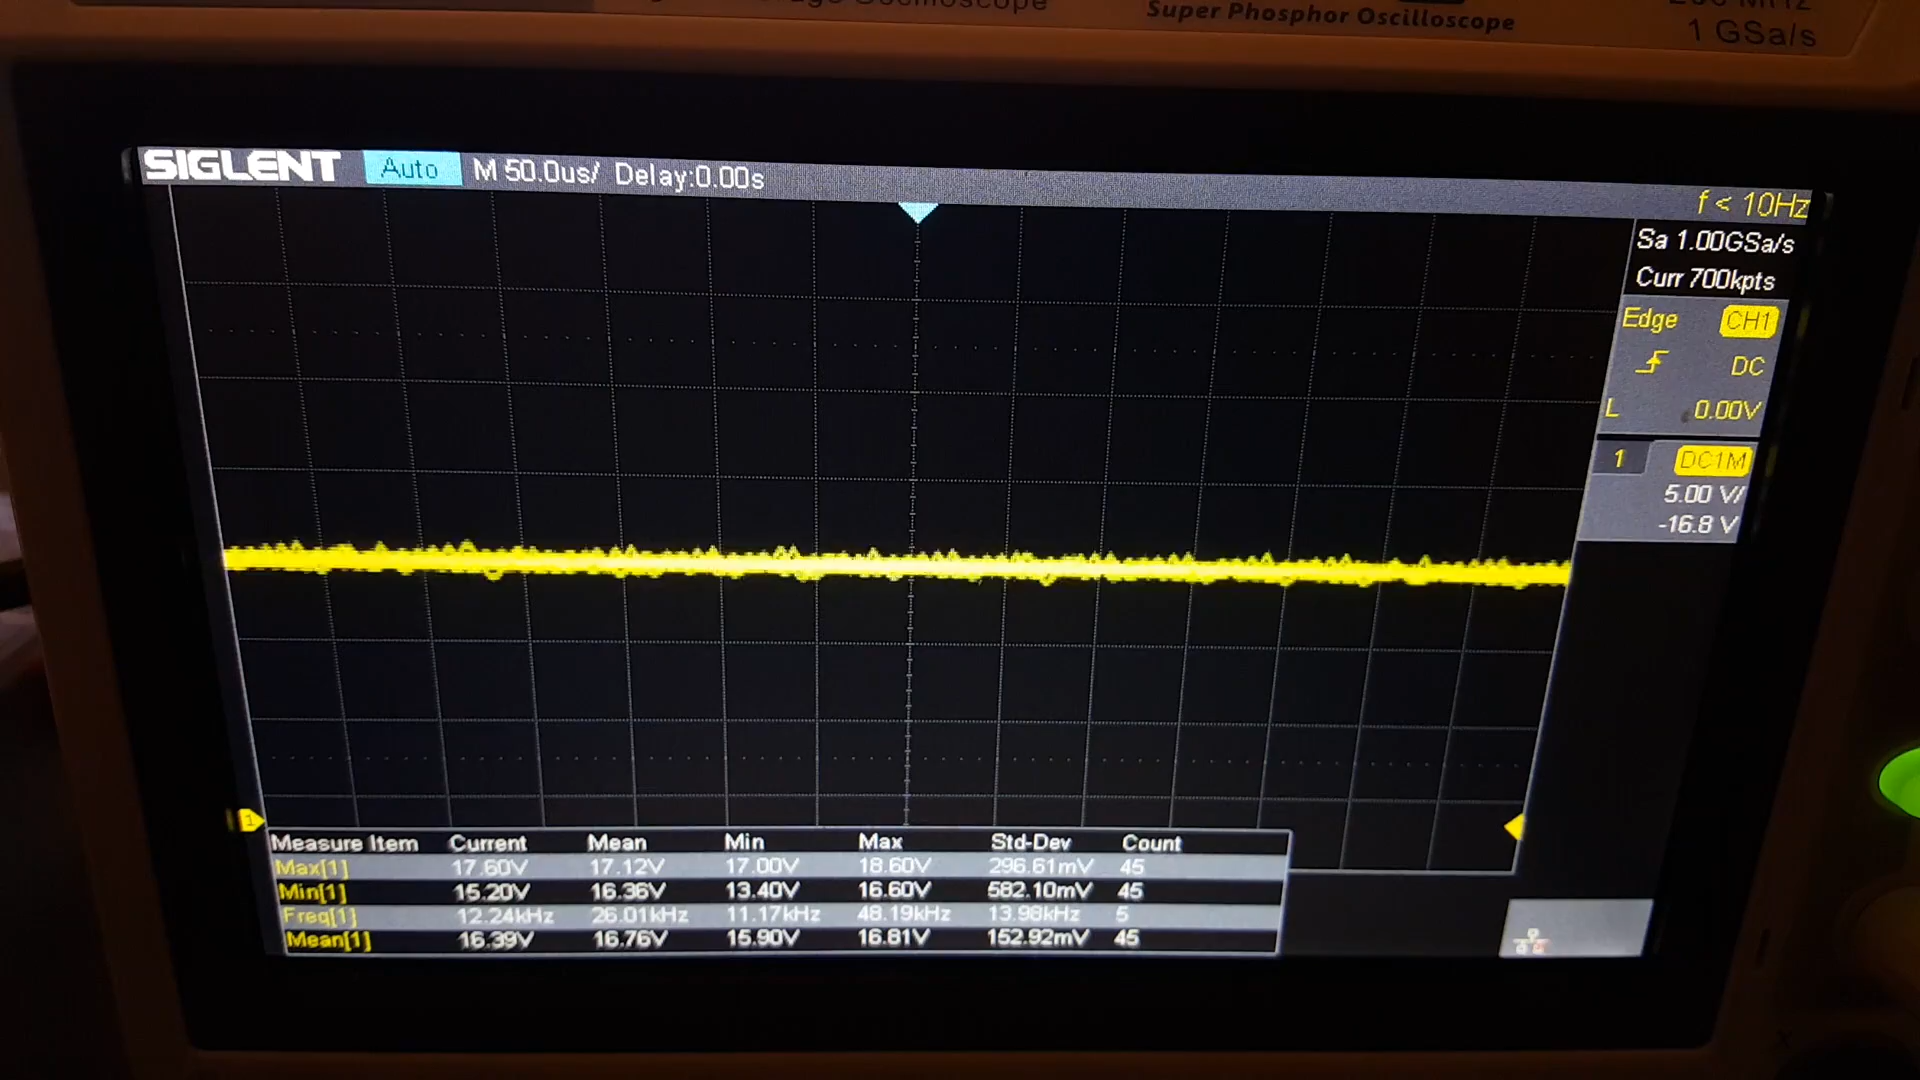 Oscilloscope
Super Phosphor Oscilloscope
1 GSa/s
SIGLENT Auto M 50.0us/ Delay:0.00s
f < 10Hz
Sa 1.00GSa/s
Curr 700kpts
Edge CH1
DC
L 0.00V
1 DC1M
5.00 V/
-16.8 V
1
Measure Item Current Mean Min Max Std-Dev Count
Max[1] 17.60V 17.12V 17.00V 18.60V 296.61mV 45
Min[1] 15.20V 16.36V 13.40V 16.60V 582.10mV 45
Freq[1] 12.24kHz 26.01kHz 11.17kHz 48.19kHz 13.98kHz 5
Mean[1] 16.39V 16.76V 15.90V 16.81V 152.92mV 45